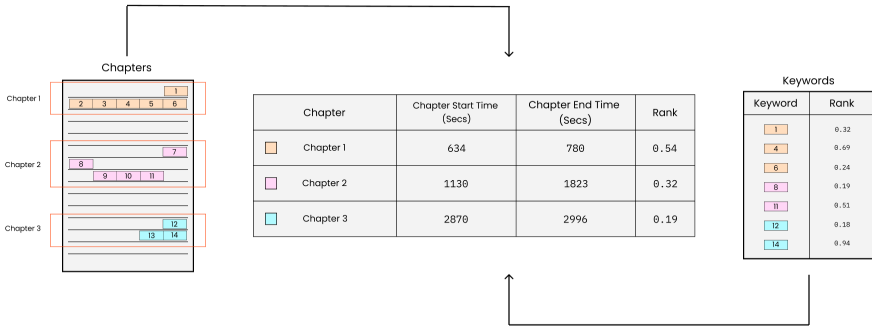 Chapters
Chapter 1
1
2 3 4 5 6
Chapter 2
7
8
9 10 11
Chapter 3
12
13 14
Chapter Chapter Start Time (Secs) Chapter End Time (Secs) Rank
Chapter 1 634 780 0.54
Chapter 2 1130 1823 0.32
Chapter 3 2870 2996 0.19
Keywords
Keyword Rank
1 0.32
4 0.69
6 0.24
8 0.19
11 0.51
12 0.18
14 0.94